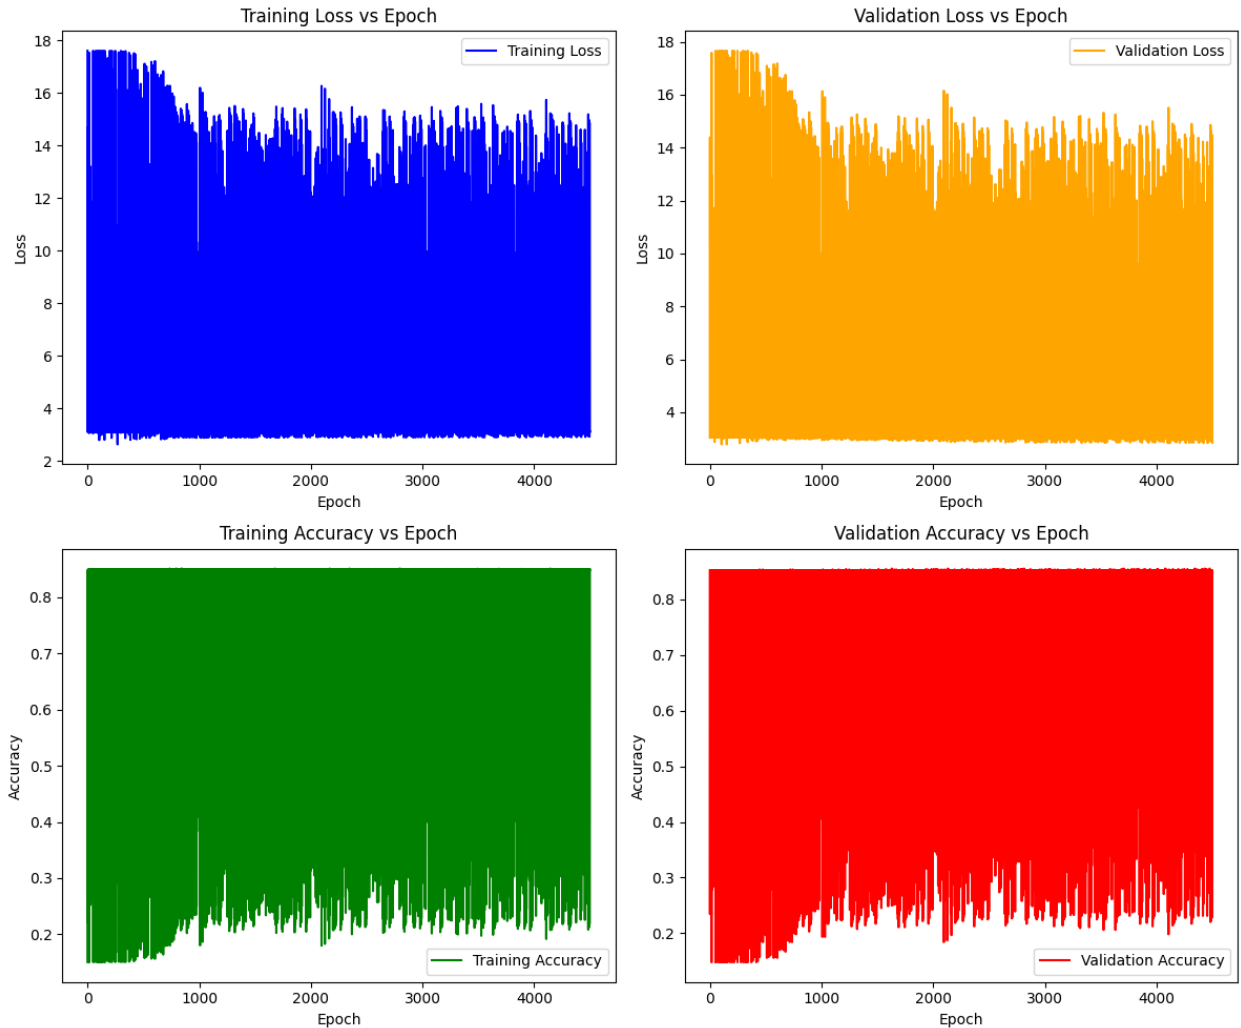 Training Loss vs Epoch
18
16
14
12
10
8
6
4
2
Loss
Training Loss
0 1000 2000 3000 4000
Epoch
Validation Loss vs Epoch
18
16
14
12
10
8
6
4
Loss
Validation Loss
0 1000 2000 3000 4000
Epoch
Training Accuracy vs Epoch
0.8
0.7
0.6
0.5
0.4
0.3
0.2
Accuracy
Training Accuracy
0 1000 2000 3000 4000
Epoch
Validation Accuracy vs Epoch
0.8
0.7
0.6
0.5
0.4
0.3
0.2
Accuracy
Validation Accuracy
0 1000 2000 3000 4000
Epoch